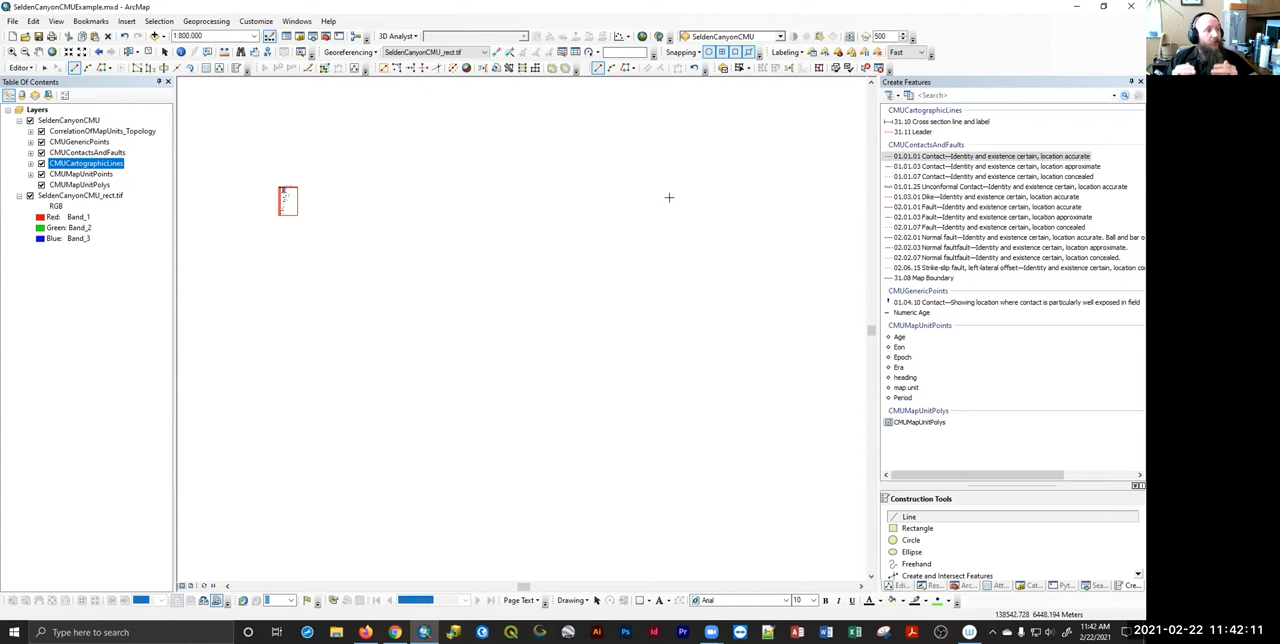 SeldenCanyonCMUExample.mxd - ArcMap
File Edit View Bookmarks Insert Selection Geoprocessing Customize Windows Help
1:800,000 3D Analyst SeldenCanyonCMU 500
Georeferencing SeldenCanyonCMU_rect.tif Snapping Labeling Fast
Editor
Table Of Contents
Layers
SeldenCanyonCMU
CorrelationOfMapUnits_Topology
CMUGenericPoints
CMUContactsAndFaults
CMUCartographicLines
CMUMapUnitPoints
CMUMapUnitPolys
SeldenCanyonCMU_rect.tif
RGB
Red: Band_1
Green: Band_2
Blue: Band_3
Create Features
<Search>
CMUCartographicLines
31.10 Cross section line and label
31.11 Leader
CMUContactsAndFaults
01.01.01 Contact—Identity and existence certain, location accurate
01.01.03 Contact—Identity and existence certain, location approximate
01.01.07 Contact—Identity and existence certain, location concealed
01.01.25 Unconformal Contact—Identity and existence certain, location accurate
01.03.01 Dike—Identity and existence certain, location accurate
02.01.01 Fault—Identity and existence certain, location accurate
02.01.03 Fault—Identity and existence certain, location approximate
02.01.07 Fault—Identity and existence certain, location concealed
02.02.01 Normal fault—Identity and existence certain, location accurate. Ball and bar o
02.02.03 Normal faultfault—Identity and existence certain, location approximate.
02.02.07 Normal fault—Identity and existence certain, location concealed.
02.06.15 Strike-slip fault, left-lateral offset—Identity and existence certain, location co
31.08 Map Boundary
CMUGenericPoints
01.04.10 Contact—Showing location where contact is particularly well exposed in field
Numeric Age
CMUMapUnitPoints
Age
Eon
Epoch
Era
heading
map unit
Period
CMUMapUnitPolys
CMUMapUnitPolys
Construction Tools
Line
Rectangle
Circle
Ellipse
Freehand
Create and Intersect Features
Edi... Res... Arc... Att... Cat... Pyt... Sea... Cre...
0 Page Text Drawing A Arial 10 B I U A
138542.728 6448.194 Meters
Type here to search
11:42 AM
2/22/2021
2021-02-22 11:42:11